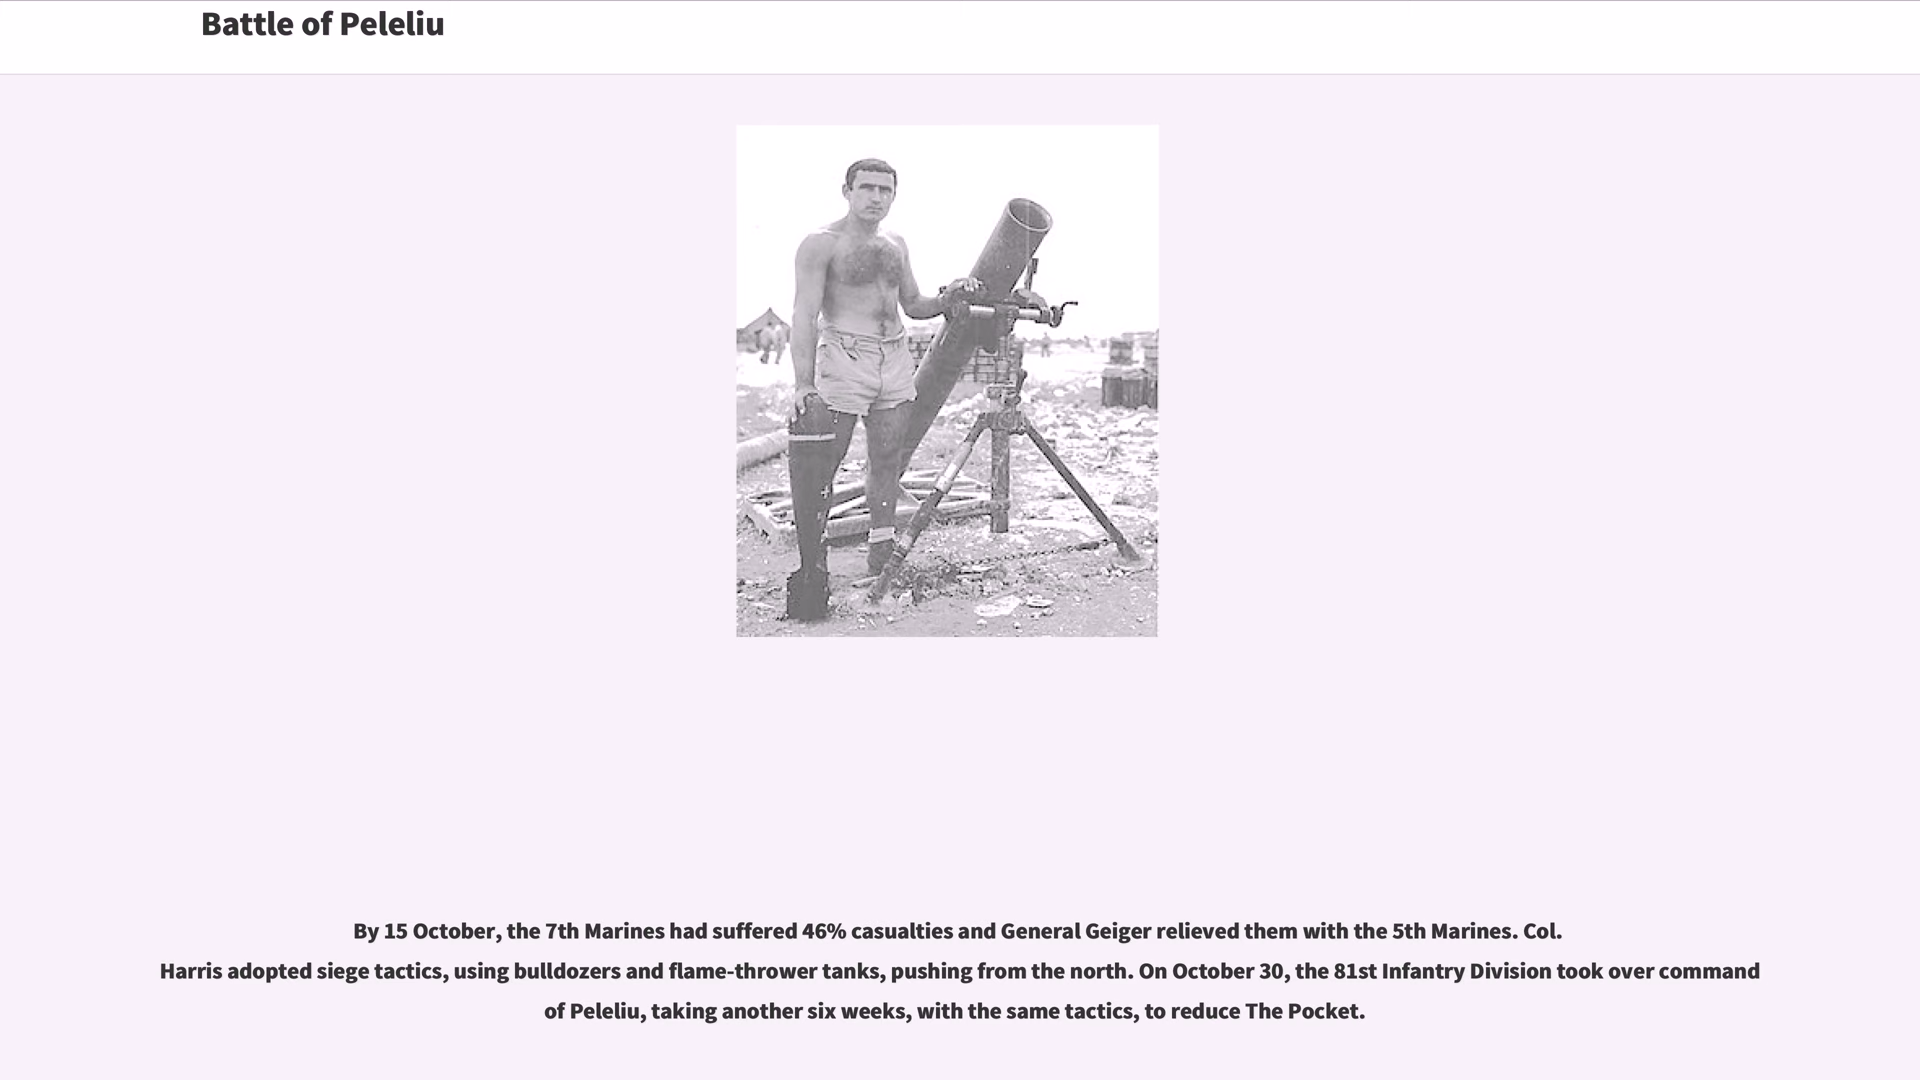 Battle of Peleliu
By 15 October, the 7th Marines had suffered 46% casualties and General Geiger relieved them with the 5th Marines. Col.
Harris adopted siege tactics, using bulldozers and flame-thrower tanks, pushing from the north. On October 30, the 81st Infantry Division took over command
of Peleliu, taking another six weeks, with the same tactics, to reduce The Pocket.